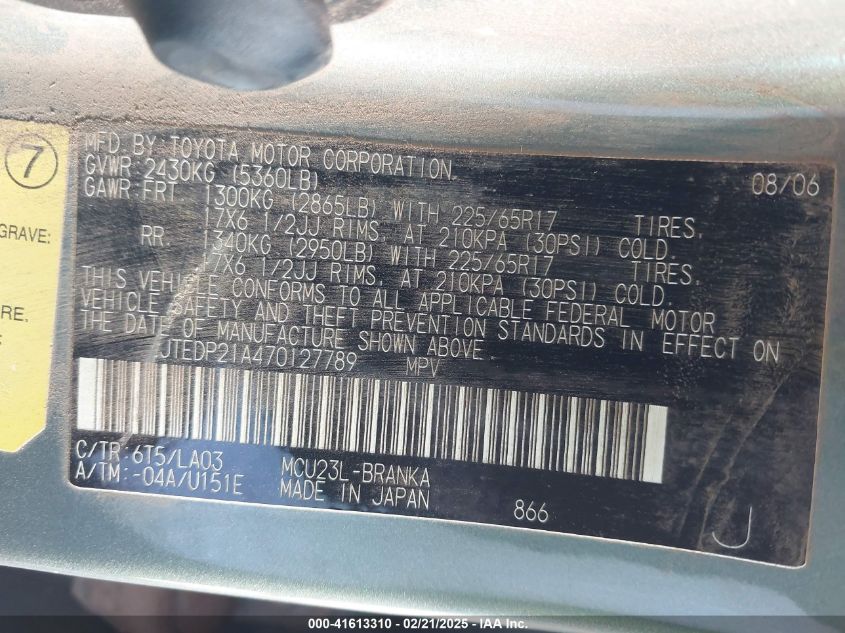 7
GRAVE:
RE.
MFD. BY TOYOTA MOTOR CORPORATION. 08/06
GVWR 2430KG (5360LB)
GAWR FRT 1300KG (2865LB) WITH 225/65R17 TIRES.
17X6 1/2JJ RIMS. AT 210KPA (30PSI) COLD.
RR 1340KG (2950LB) WITH 225/65R17 TIRES.
17X6 1/2JJ RIMS. AT 210KPA (30PSI) COLD.
THIS VEHICLE CONFORMS TO ALL APPLICABLE FEDERAL MOTOR
VEHICLE SAFETY AND THEFT PREVENTION STANDARDS IN EFFECT ON
THE DATE OF MANUFACTURE SHOWN ABOVE.
JTEDP21A470127789 MPV
C/TR:6T5/LA03 MCU23L-BRANKA
A/TM:-04A/U151E MADE IN JAPAN 866
J
000-41613310 - 02/21/2025 - IAA Inc.